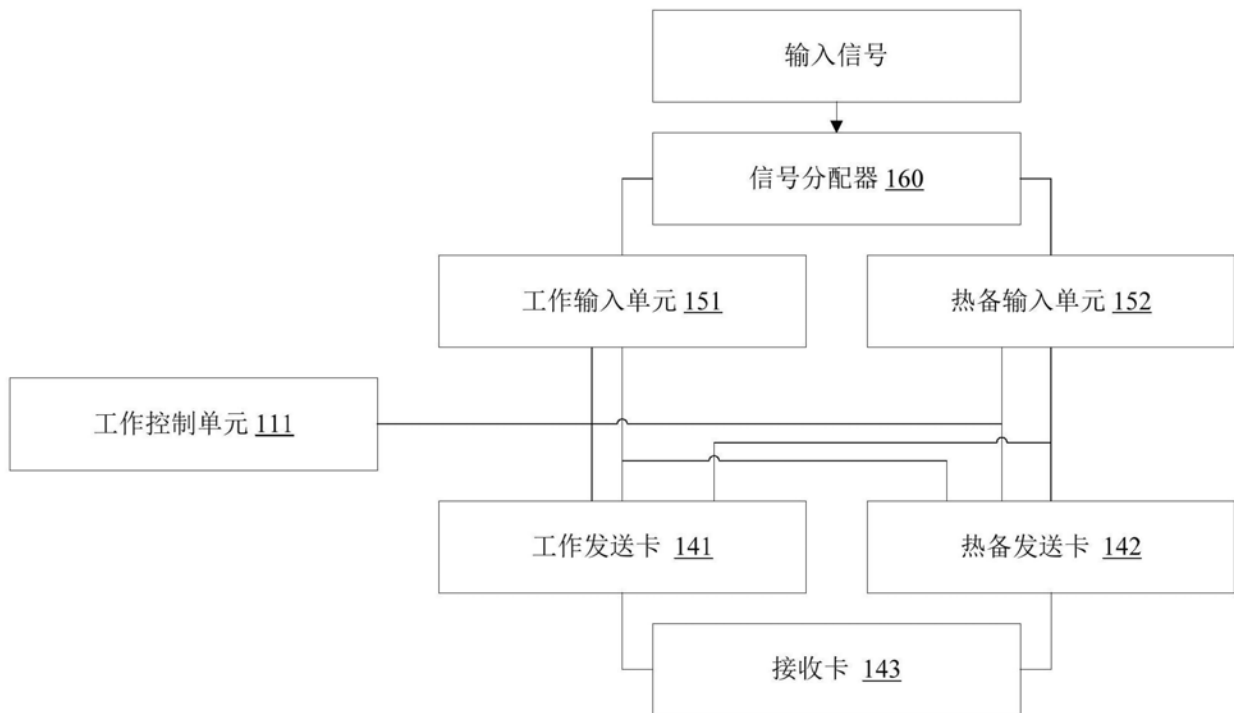 输入信号
信号分配器 160
工作输入单元 151
热备输入单元 152
工作控制单元 111
工作发送卡 141
热备发送卡 142
接收卡 143